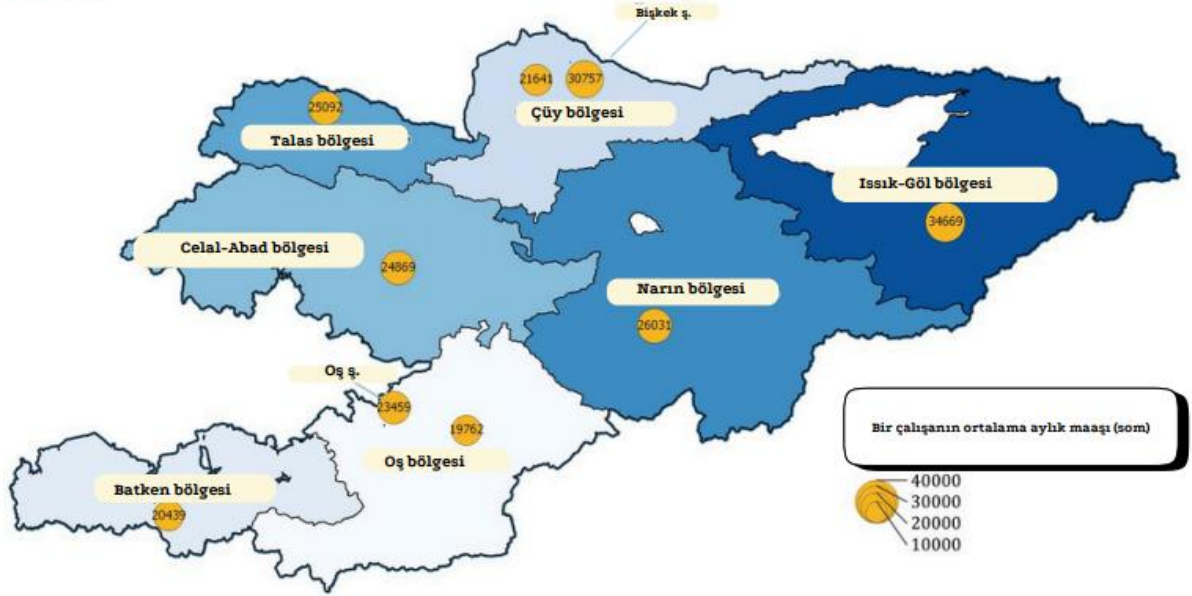 Bişkek ş.
21641
30757
Çüy bölgesi
25092
Talas bölgesi
Issık-Göl bölgesi
34669
Celal-Abad bölgesi
24869
Narın bölgesi
26031
Oş ş.
23459
19762
Oş bölgesi
Batken bölgesi
20439
Bir çalışanın ortalama aylık maaşı (som)
40000
30000
20000
10000